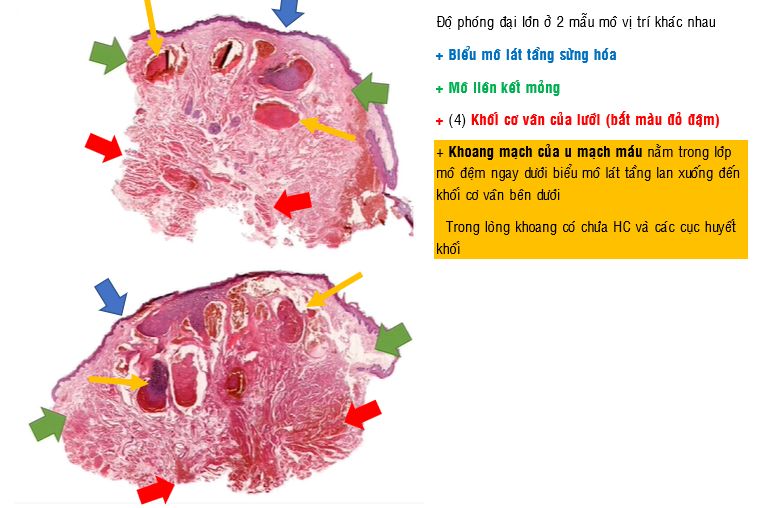 Độ phóng đại lớn ở 2 mẫu mô vị trí khác nhau
+ Biểu mô lát tầng sừng hóa
+ Mô liên kết mỏng
+ (4) Khối cơ vân của lưỡi (bắt màu đỏ đậm)
+ Khoang mạch của u mạch máu nằm trong lớp
mô đệm ngay dưới biểu mô lát tầng lan xuống đến
khối cơ vân bên dưới
Trong lòng khoang có chứa HC và các cục huyết
khối